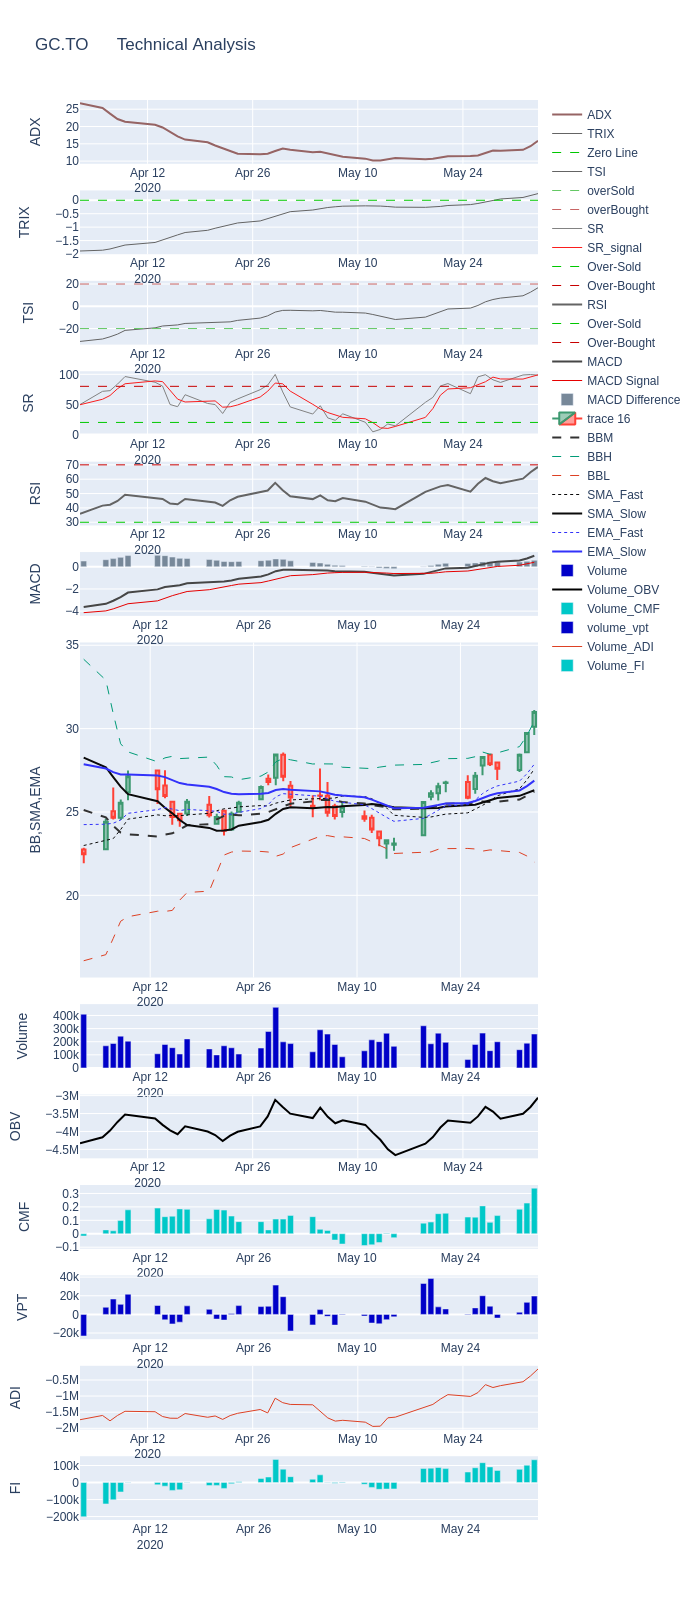 GC.TO Technical Analysis
ADX
25
20
15
10
Apr 12
2020
Apr 26
May 10
May 24
TRIX
0
−0.5
−1
−1.5
−2
Apr 12
2020
Apr 26
May 10
May 24
TSI
20
0
−20
Apr 12
2020
Apr 26
May 10
May 24
SR
100
50
0
Apr 12
2020
Apr 26
May 10
May 24
RSI
70
60
50
40
30
Apr 12
2020
Apr 26
May 10
May 24
MACD
0
−2
−4
Apr 12
2020
Apr 26
May 10
May 24
BB,SMA,EMA
35
30
25
20
Apr 12
2020
Apr 26
May 10
May 24
Volume
400k
300k
200k
100k
0
Apr 12
2020
Apr 26
May 10
May 24
OBV
−3M
−3.5M
−4M
−4.5M
Apr 12
2020
Apr 26
May 10
May 24
CMF
0.3
0.2
0.1
0
−0.1
Apr 12
2020
Apr 26
May 10
May 24
VPT
40k
20k
0
−20k
Apr 12
2020
Apr 26
May 10
May 24
ADI
−0.5M
−1M
−1.5M
−2M
Apr 12
2020
Apr 26
May 10
May 24
FI
100k
0
−100k
−200k
Apr 12
2020
Apr 26
May 10
May 24
ADX
TRIX
Zero Line
TSI
overSold
overBought
SR
SR_signal
Over-Sold
Over-Bought
RSI
Over-Sold
Over-Bought
MACD
MACD Signal
MACD Difference
trace 16
BBM
BBH
BBL
SMA_Fast
SMA_Slow
EMA_Fast
EMA_Slow
Volume
Volume_OBV
Volume_CMF
volume_vpt
Volume_ADI
Volume_FI